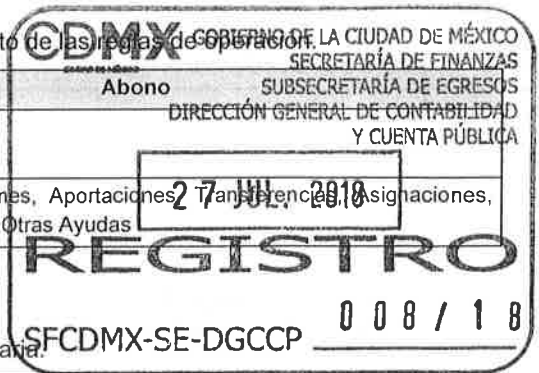 to de las reglas de operación.
CDMX
GOBIERNO DE LA CIUDAD DE MÉXICO
SECRETARÍA DE FINANZAS
Abono
SUBSECRETARÍA DE EGRESOS
DIRECCIÓN GENERAL DE CONTABILIDAD
Y CUENTA PÚBLICA
nes, Aportaciones, Transferencias, Asignaciones,
27 JUL. 2018
Otras Ayudas
REGISTRO
008/18
SFCDMX-SE-DGCCP
aria.